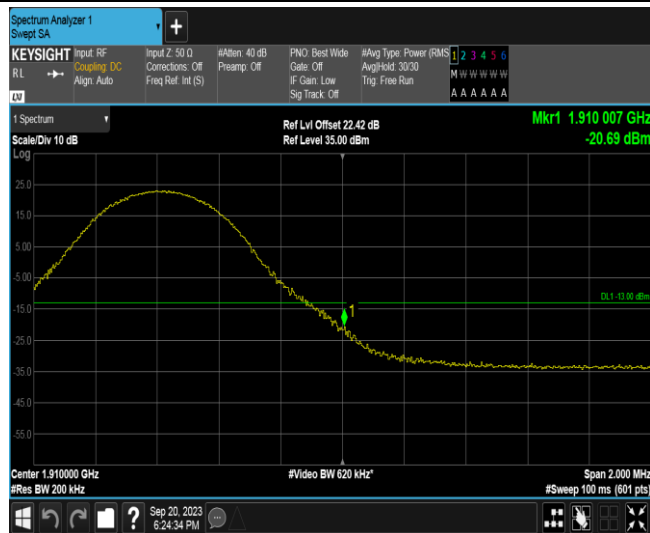 Spectrum Analyzer 1
Swept SA
+
KEYSIGHT
RL
Input: RF
Coupling: DC
Align: Auto
Input Z: 50 Ω
Corrections: Off
Freq Ref: Int (S)
#Atten: 40 dB
Preamp: Off
PNO: Best Wide
Gate: Off
IF Gain: Low
Sig Track: Off
#Avg Type: Power (RMS
Avg|Hold: 30/30
Trig: Free Run
1 2 3 4 5 6
M W W W W W
A A A A A A
1 Spectrum
Scale/Div 10 dB
Log
Ref Lvl Offset 22.42 dB
Ref Level 35.00 dBm
Mkr1 1.910 007 GHz
-20.69 dBm
25.0
15.0
5.00
-5.00
DL1 -13.00 dBm
-15.0
1
-25.0
-35.0
-45.0
-55.0
Center 1.910000 GHz
#Res BW 200 kHz
#Video BW 620 kHz*
Span 2.000 MHz
#Sweep 100 ms (601 pts)
?
Sep 20, 2023
6:24:34 PM